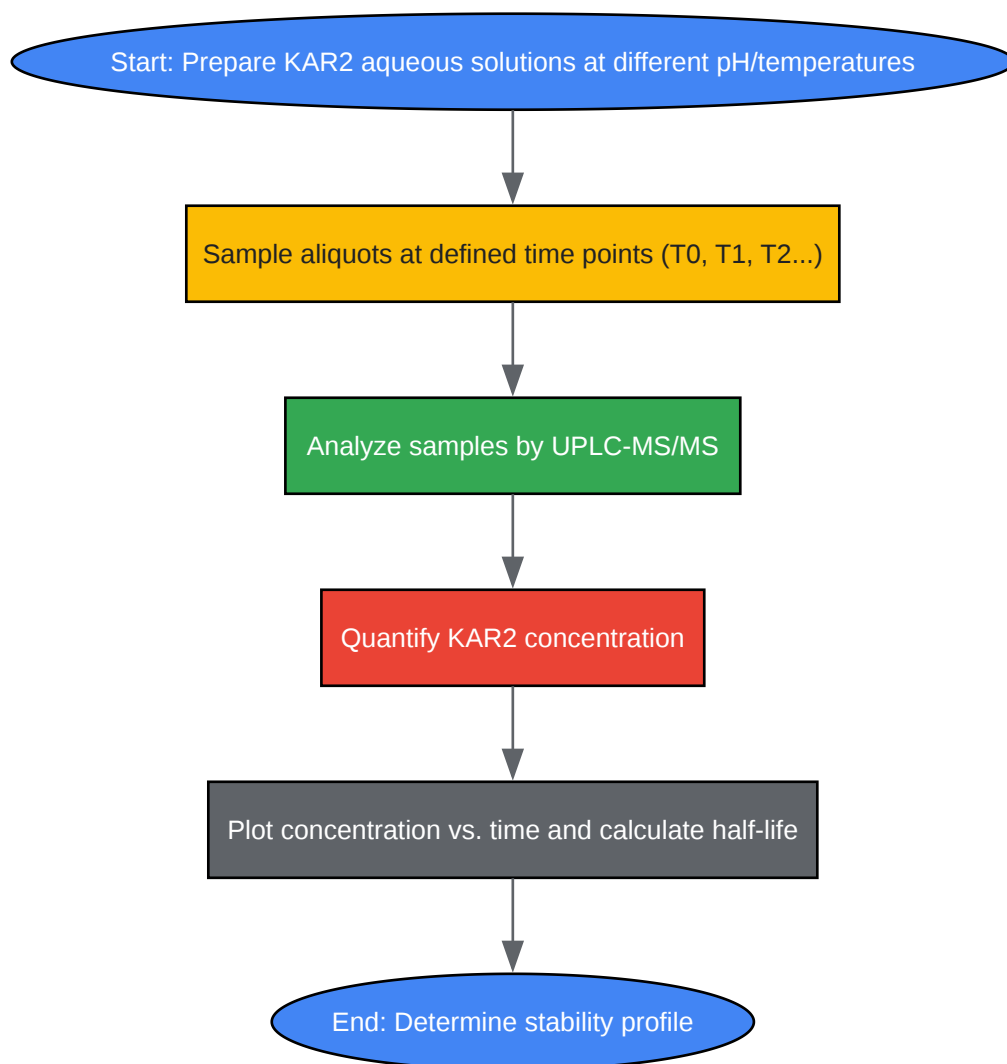 Start: Prepare KAR2 aqueous solutions at different pH/temperatures
Sample aliquots at defined time points (T0, T1, T2...)
Analyze samples by UPLC-MS/MS
Quantify KAR2 concentration
Plot concentration vs. time and calculate half-life
End: Determine stability profile